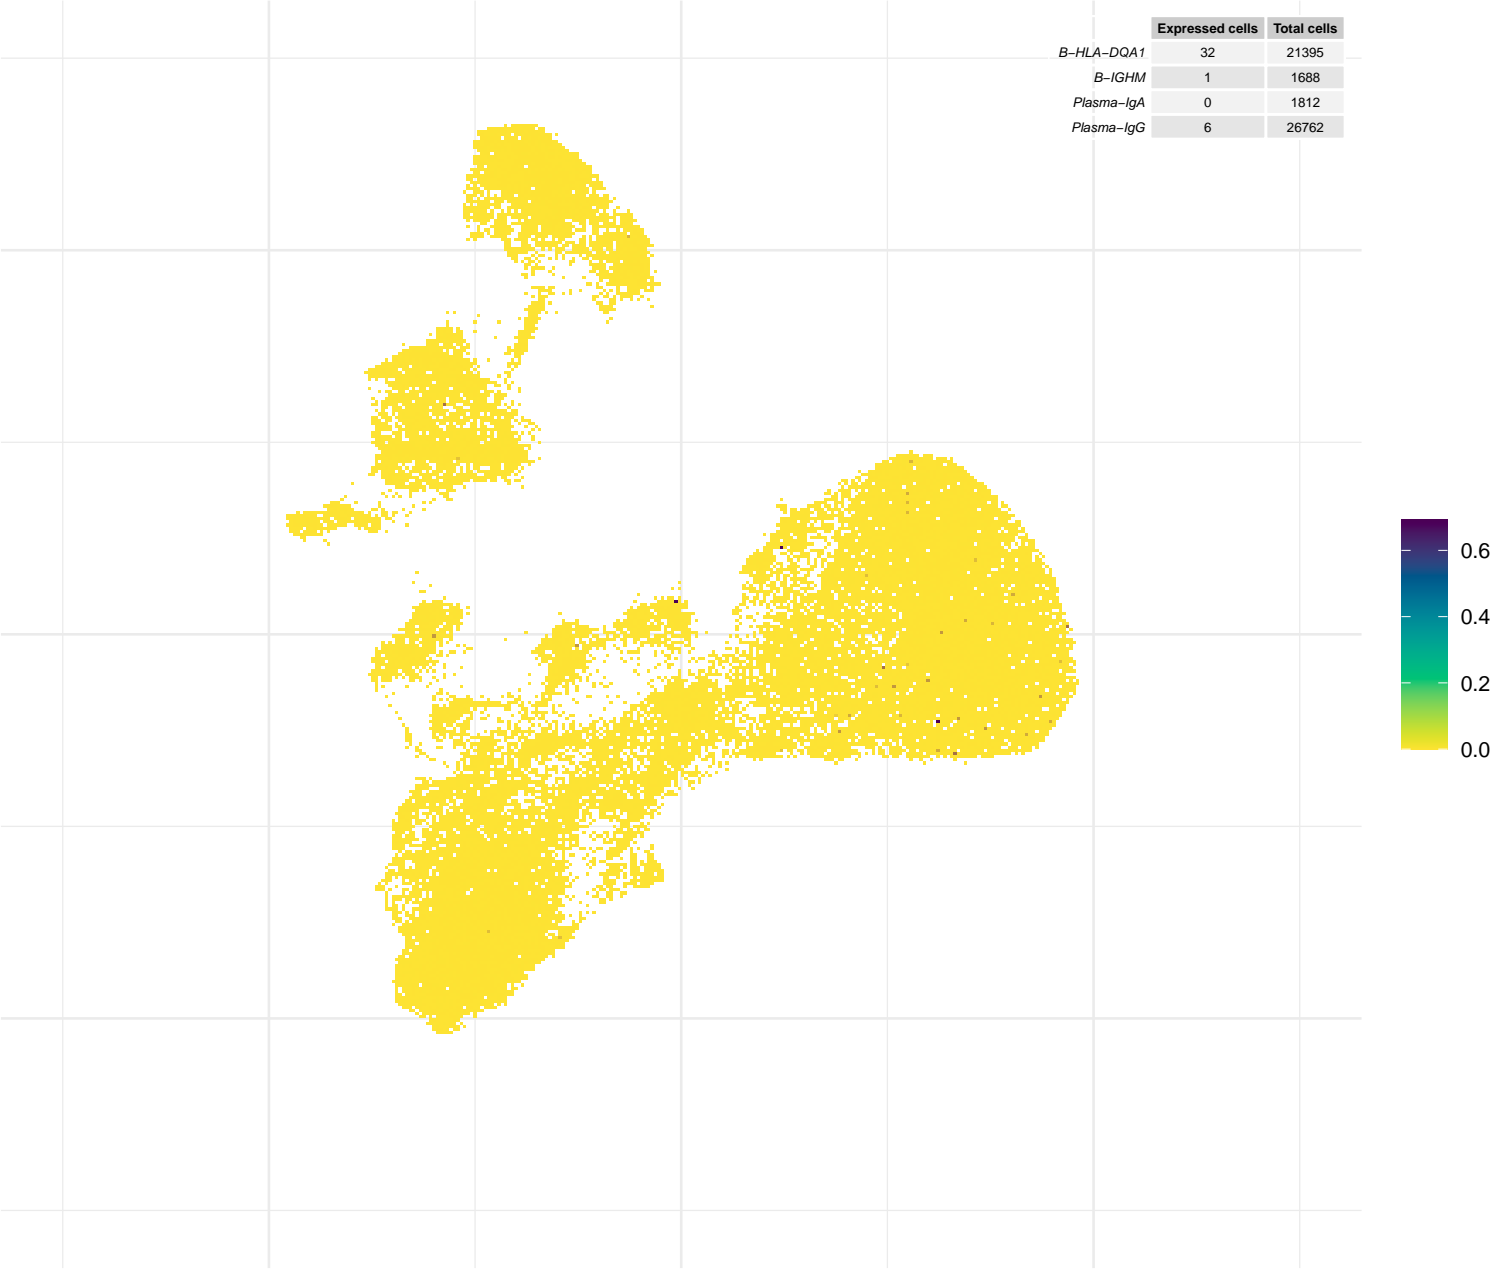 Expressed cells Total cells
B−HLA−DQA1 32 21395
B−IGHM 1 1688
Plasma−IgA 0 1812
Plasma−IgG 6 26762
0.6
0.4
0.2
0.0